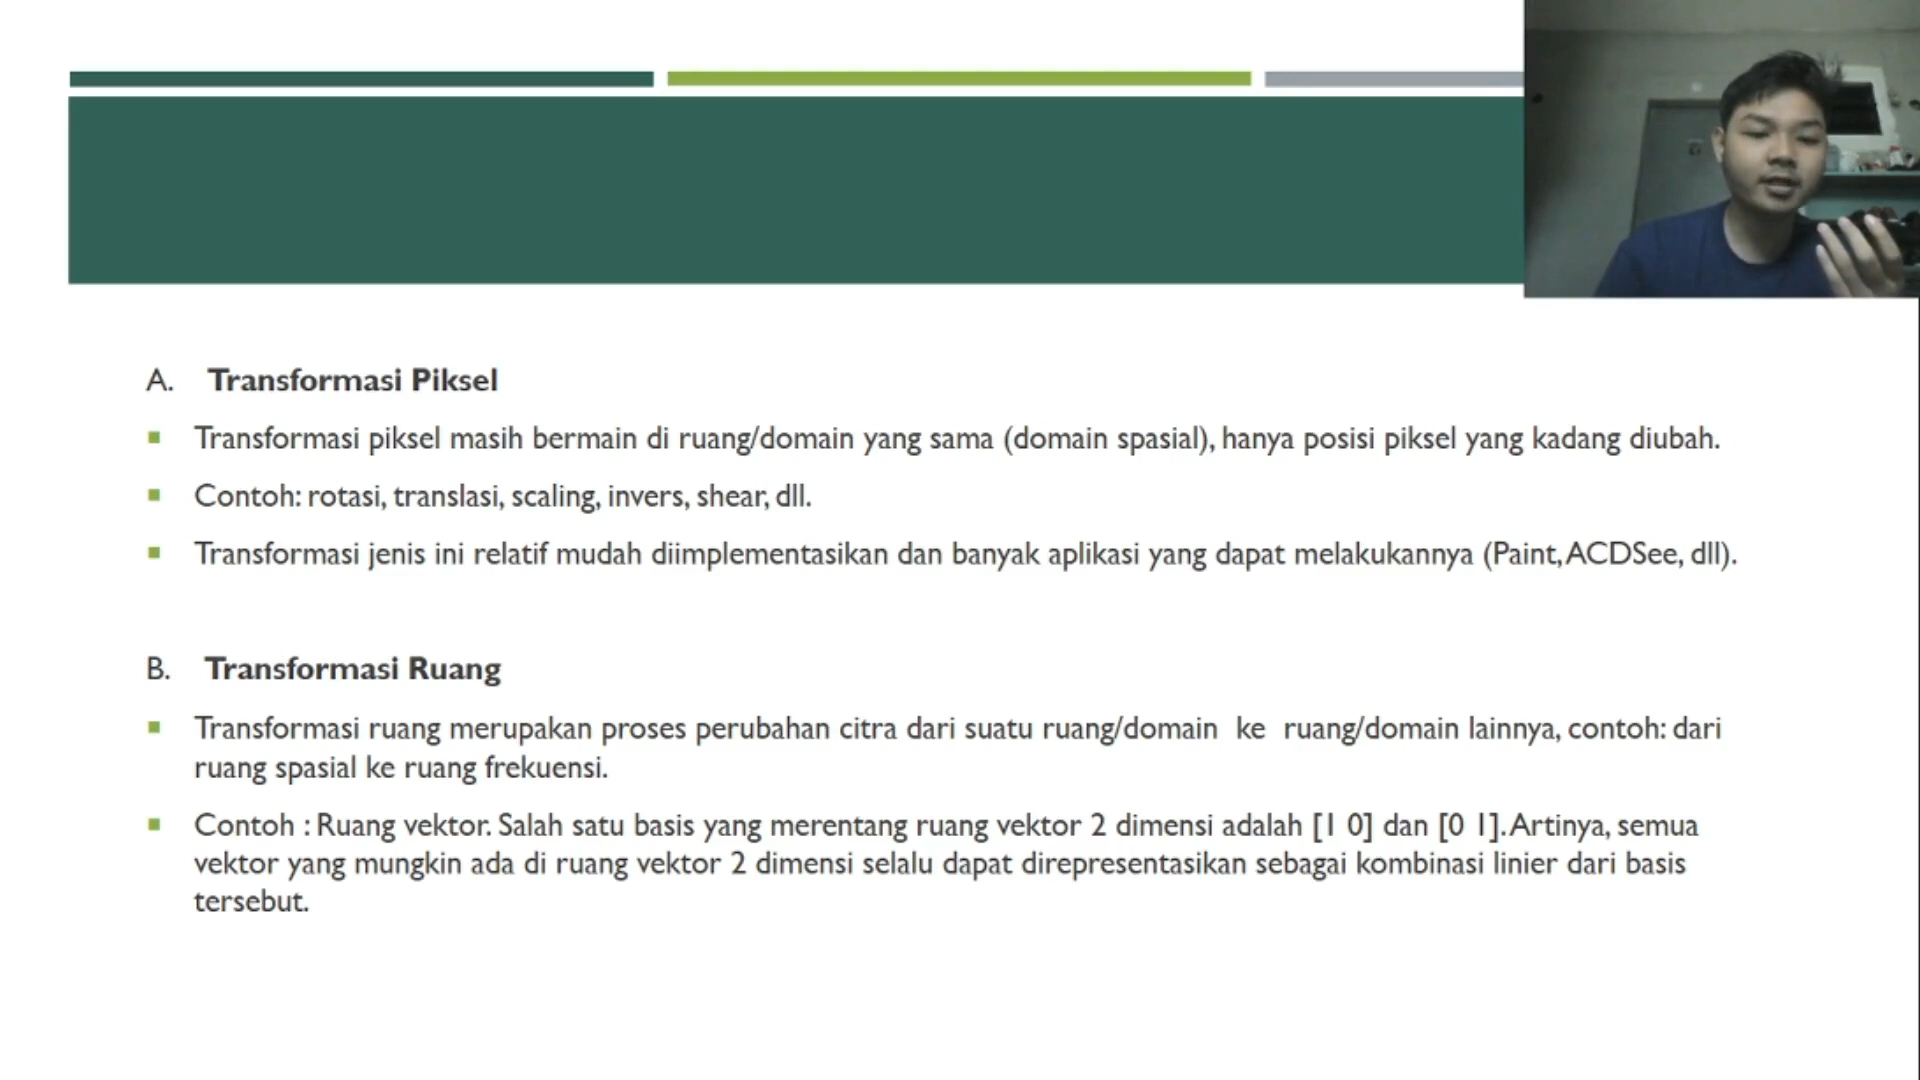 A. Transformasi Piksel
▪ Transformasi piksel masih bermain di ruang/domain yang sama (domain spasial), hanya posisi piksel yang kadang diubah.
▪ Contoh: rotasi, translasi, scaling, invers, shear, dll.
▪ Transformasi jenis ini relatif mudah diimplementasikan dan banyak aplikasi yang dapat melakukannya (Paint, ACDSee, dll).
B. Transformasi Ruang
▪ Transformasi ruang merupakan proses perubahan citra dari suatu ruang/domain ke ruang/domain lainnya, contoh: dari
ruang spasial ke ruang frekuensi.
▪ Contoh : Ruang vektor. Salah satu basis yang merentang ruang vektor 2 dimensi adalah [1 0] dan [0 1]. Artinya, semua
vektor yang mungkin ada di ruang vektor 2 dimensi selalu dapat direpresentasikan sebagai kombinasi linier dari basis
tersebut.